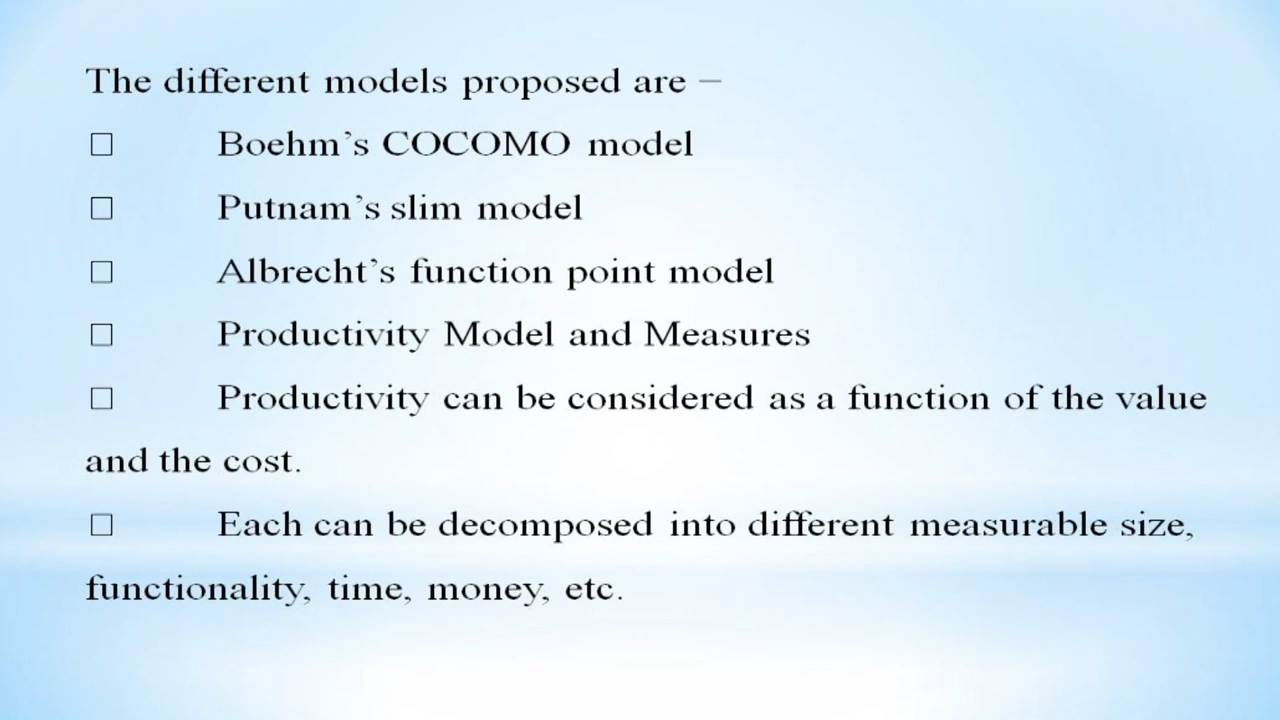 The different models proposed are –
□ Boehm’s COCOMO model
□ Putnam’s slim model
□ Albrecht’s function point model
□ Productivity Model and Measures
□ Productivity can be considered as a function of the value
and the cost.
□ Each can be decomposed into different measurable size,
functionality, time, money, etc.